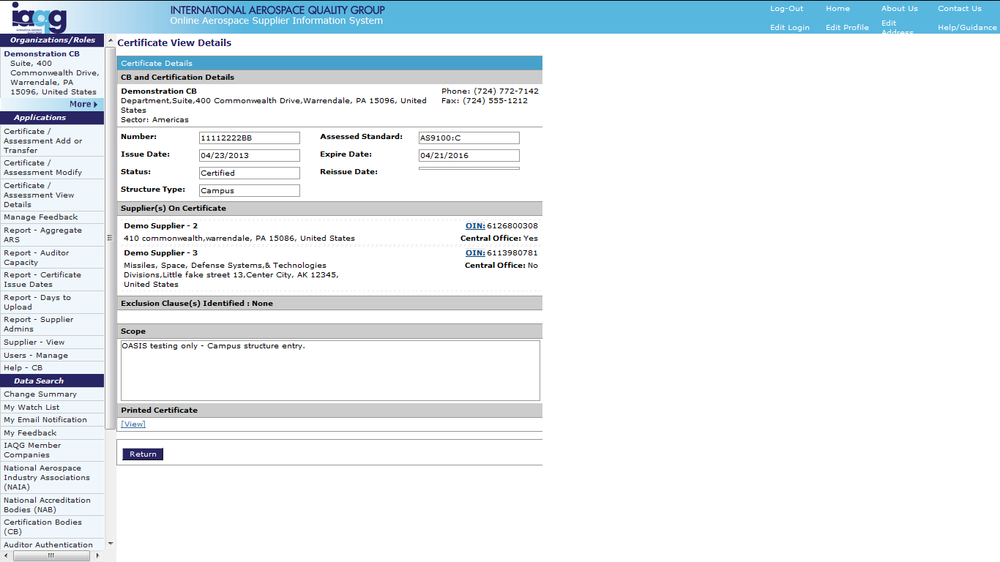 iaqg
INTERNATIONAL AEROSPACE QUALITY GROUP
Online Aerospace Supplier Information System
Log-Out
Home
About Us
Contact Us
Edit Login
Edit Profile
Edit
Address
Help/Guidance
Organizations/Roles
Demonstration CB
Suite, 400
Commonwealth Drive,
Warrendale, PA
15096, United States
More
Applications
Certificate /
Assessment Add or
Transfer
Certificate /
Assessment Modify
Certificate /
Assessment View
Details
Manage Feedback
Report - Aggregate
ARS
Report - Auditor
Capacity
Report - Certificate
Issue Dates
Report - Days to
Upload
Report - Supplier
Admins
Supplier - View
Users - Manage
Help - CB
Data Search
Change Summary
My Watch List
My Email Notification
My Feedback
IAQG Member
Companies
National Aerospace
Industry Associations
(NAIA)
National Accreditation
Bodies (NAB)
Certification Bodies
(CB)
Auditor Authentication
Certificate View Details
Certificate Details
CB and Certification Details
Demonstration CB
Phone: (724) 772-7142
Department,Suite,400 Commonwealth Drive,Warrendale, PA 15096, United
Fax: (724) 555-1212
States
Sector: Americas
Number: 11112222BB
Assessed Standard: AS9100:C
Issue Date: 04/23/2013
Expire Date: 04/21/2016
Status: Certified
Reissue Date:
Structure Type: Campus
Supplier(s) On Certificate
Demo Supplier - 2
OIN: 6126800308
410 commonwealth,warrendale, PA 15086, United States
Central Office: Yes
Demo Supplier - 3
OIN: 6113980781
Missiles, Space, Defense Systems,& Technologies
Central Office: No
Divisions,Little fake street 13,Center City, AK 12345,
United States
Exclusion Clause(s) Identified : None
Scope
OASIS testing only - Campus structure entry.
Printed Certificate
[View]
Return